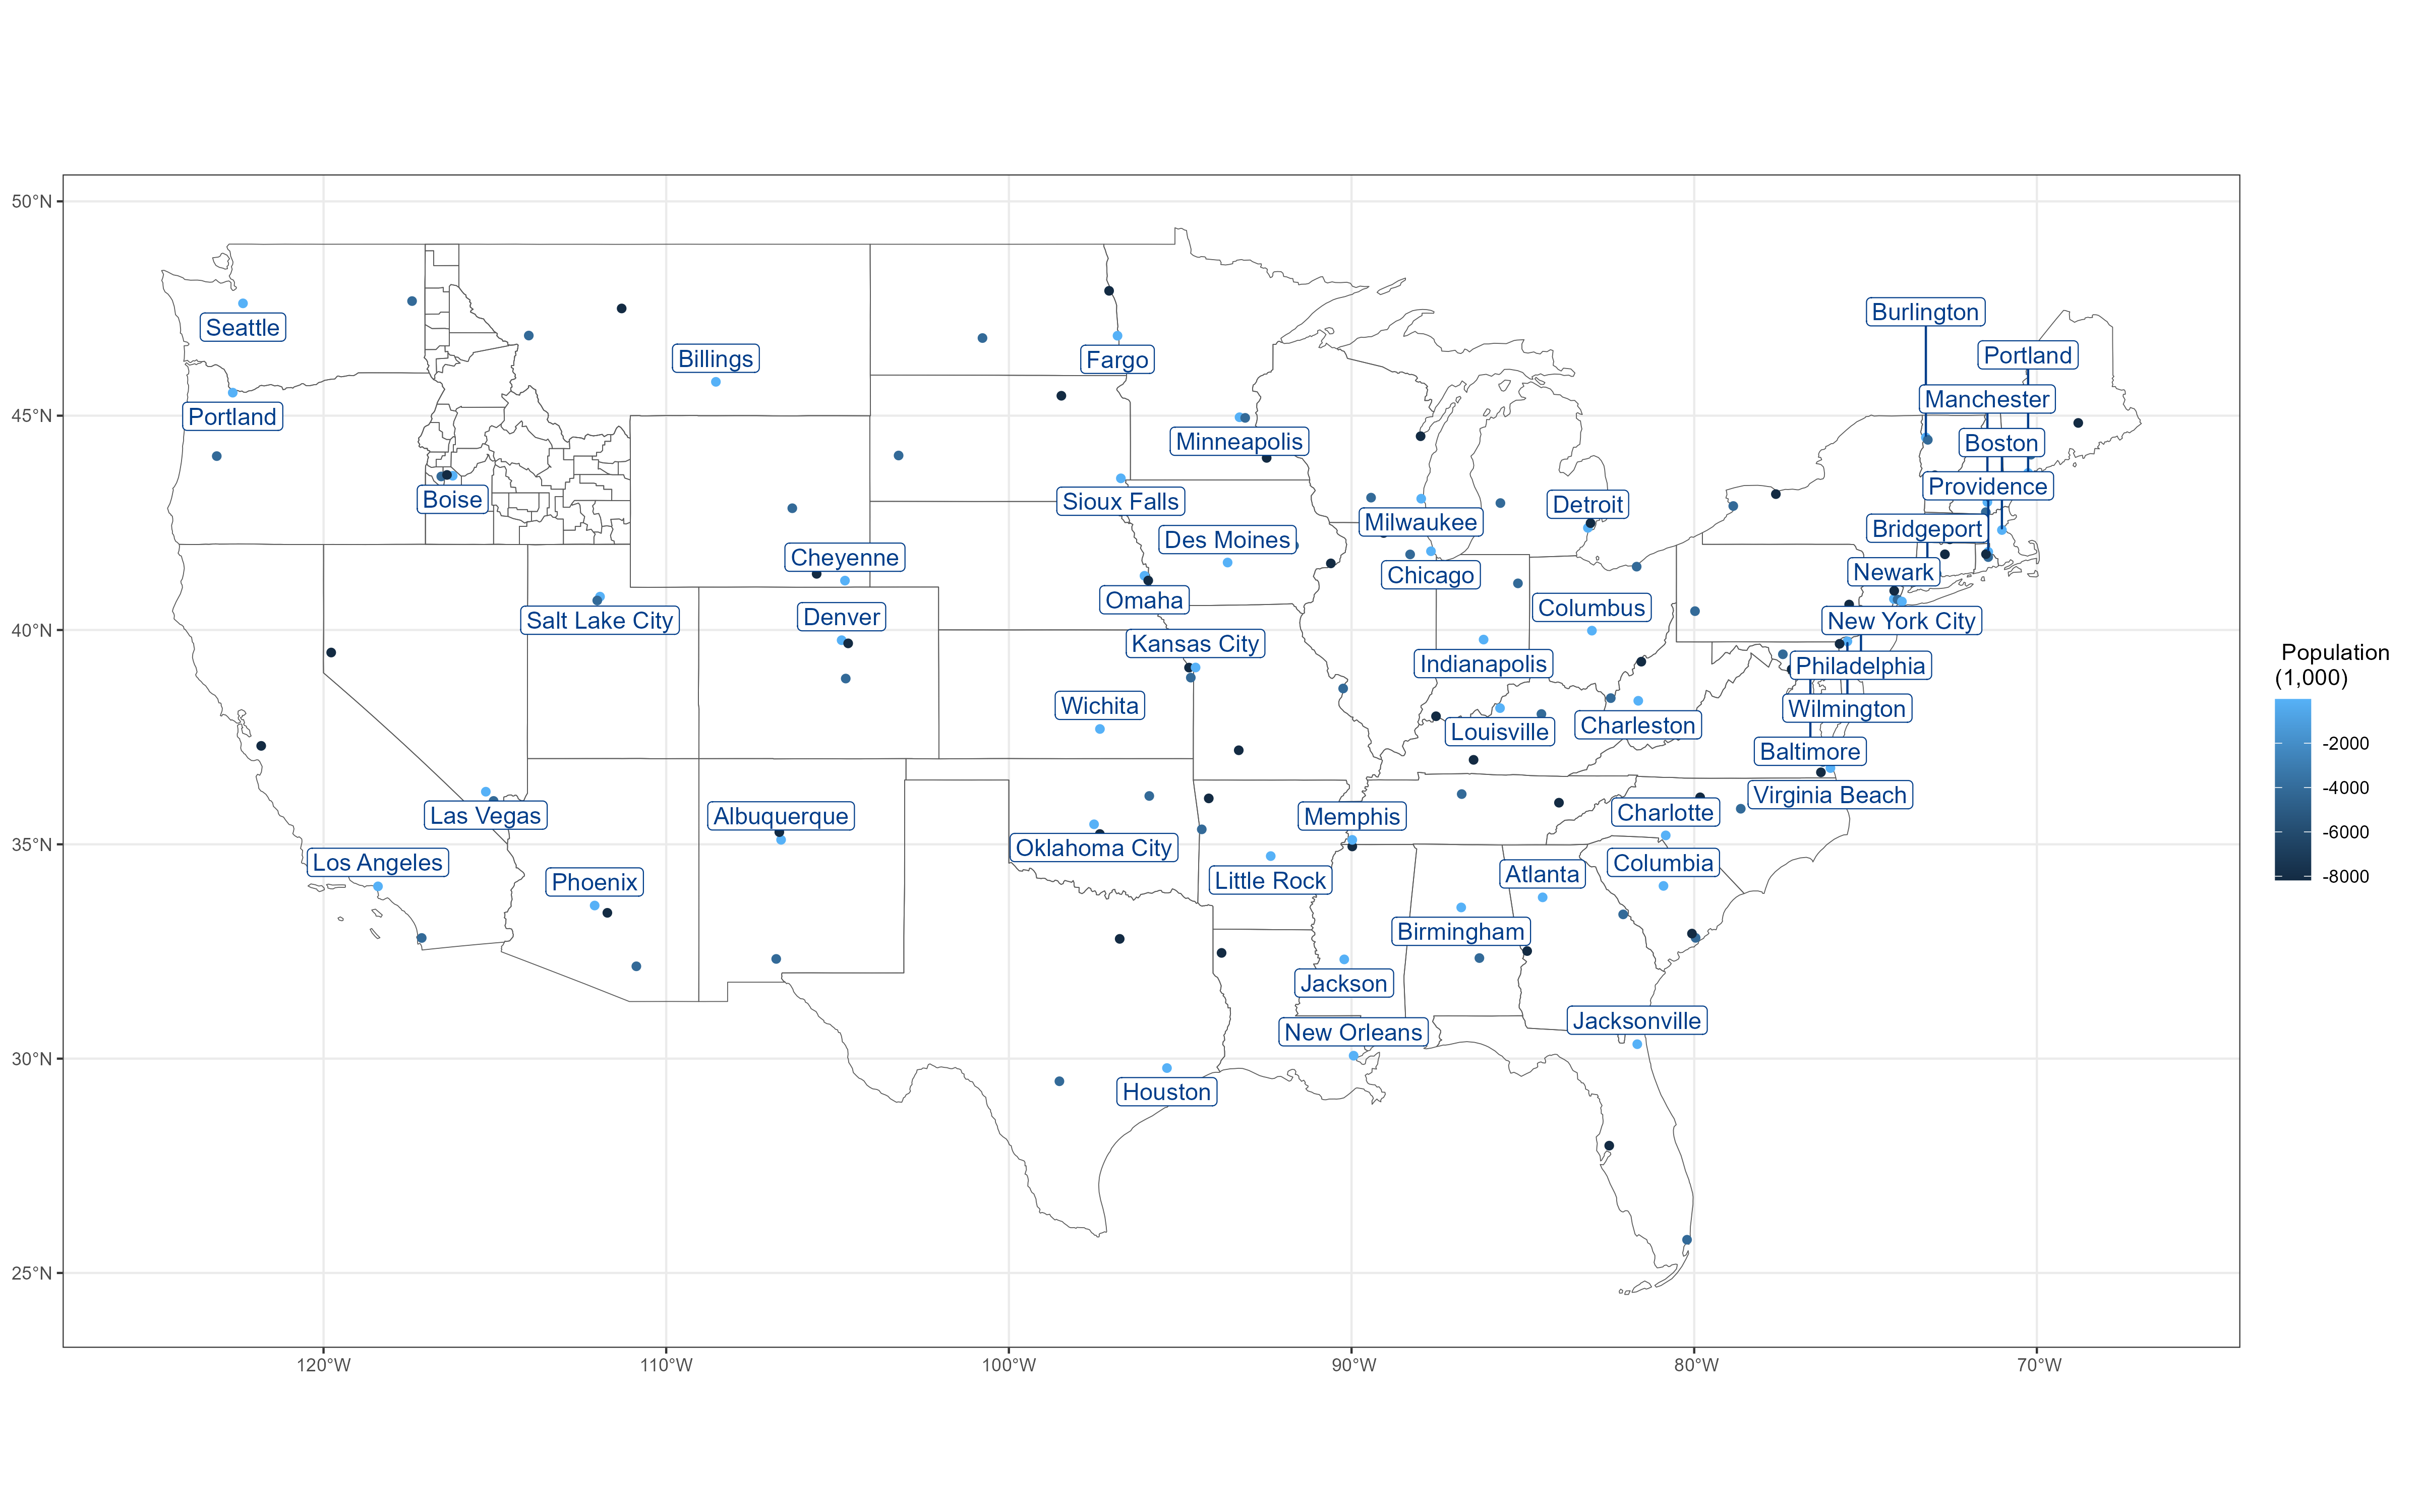 50°N
45°N
40°N
35°N
30°N
25°N
120°W
110°W
100°W
90°W
80°W
70°W
Burlington
Seattle
Portland
Billings
Fargo
Manchester
Portland
Minneapolis
Boston
Providence
Boise
Sioux Falls
Detroit
Milwaukee
Bridgeport
Des Moines
Cheyenne
Newark
Chicago
Omaha
Columbus
Salt Lake City
Denver
New York City
Kansas City
Indianapolis
Philadelphia
Wichita
Wilmington
Charleston
Louisville
Baltimore
Virginia Beach
Las Vegas
Albuquerque
Memphis
Charlotte
Oklahoma City
Los Angeles
Columbia
Atlanta
Phoenix
Little Rock
Birmingham
Jackson
Jacksonville
New Orleans
Houston
Population
(1,000)
-2000
-4000
-6000
-8000